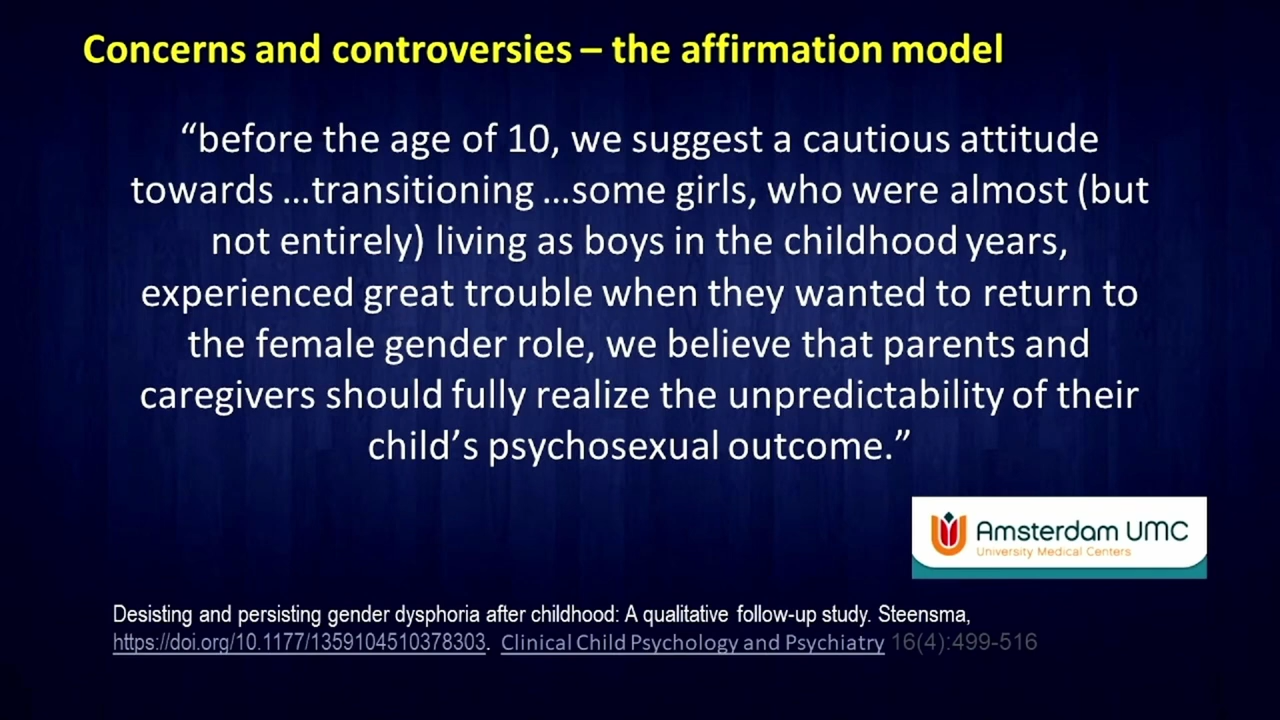 Concerns and controversies – the affirmation model
“before the age of 10, we suggest a cautious attitude
towards ...transitioning ...some girls, who were almost (but
not entirely) living as boys in the childhood years,
experienced great trouble when they wanted to return to
the female gender role, we believe that parents and
caregivers should fully realize the unpredictability of their
child’s psychosexual outcome.”
Amsterdam UMC
University Medical Centers
Desisting and persisting gender dysphoria after childhood: A qualitative follow-up study. Steensma,
https://doi.org/10.1177/1359104510378303. Clinical Child Psychology and Psychiatry 16(4):499-516